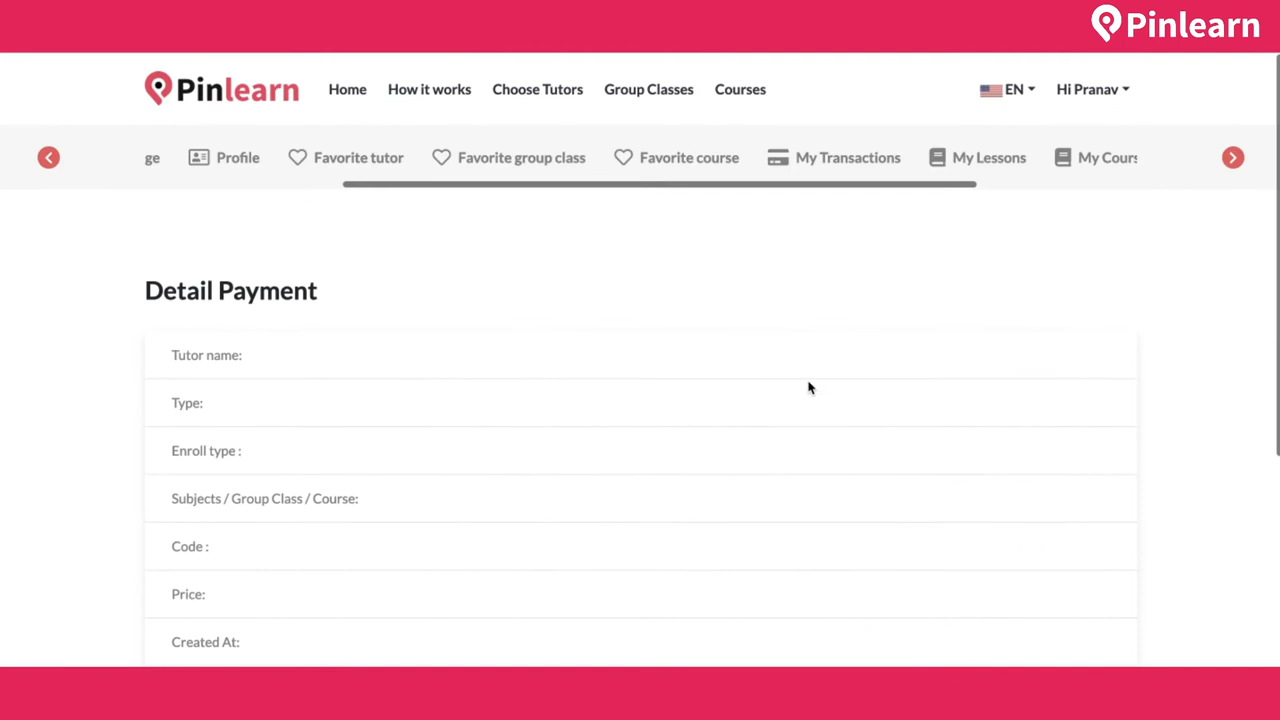 Pinlearn
Pinlearn Home How it works Choose Tutors Group Classes Courses EN Hi Pranav
ge Profile Favorite tutor Favorite group class Favorite course My Transactions My Lessons My Cours
Detail Payment
Tutor name:
Type:
Enroll type :
Subjects / Group Class / Course:
Code :
Price:
Created At: